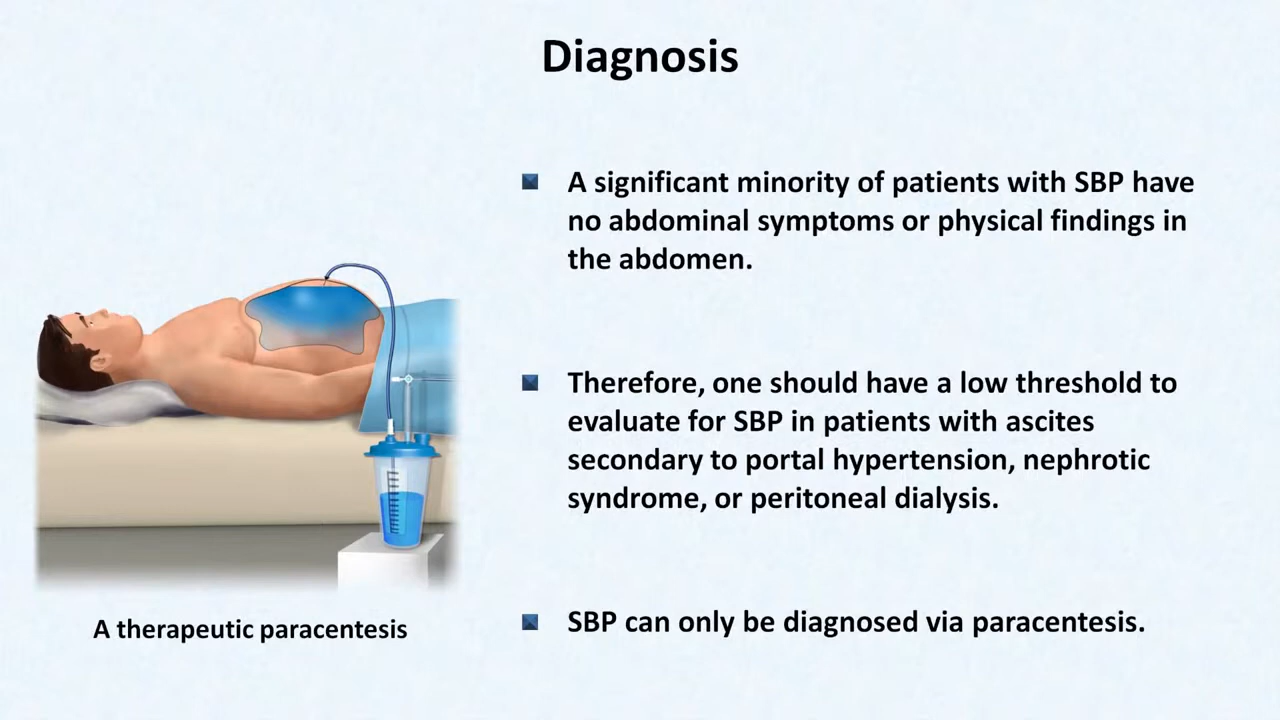 Diagnosis
A significant minority of patients with SBP have
no abdominal symptoms or physical findings in
the abdomen.
Therefore, one should have a low threshold to
evaluate for SBP in patients with ascites
secondary to portal hypertension, nephrotic
syndrome, or peritoneal dialysis.
SBP can only be diagnosed via paracentesis.
A therapeutic paracentesis